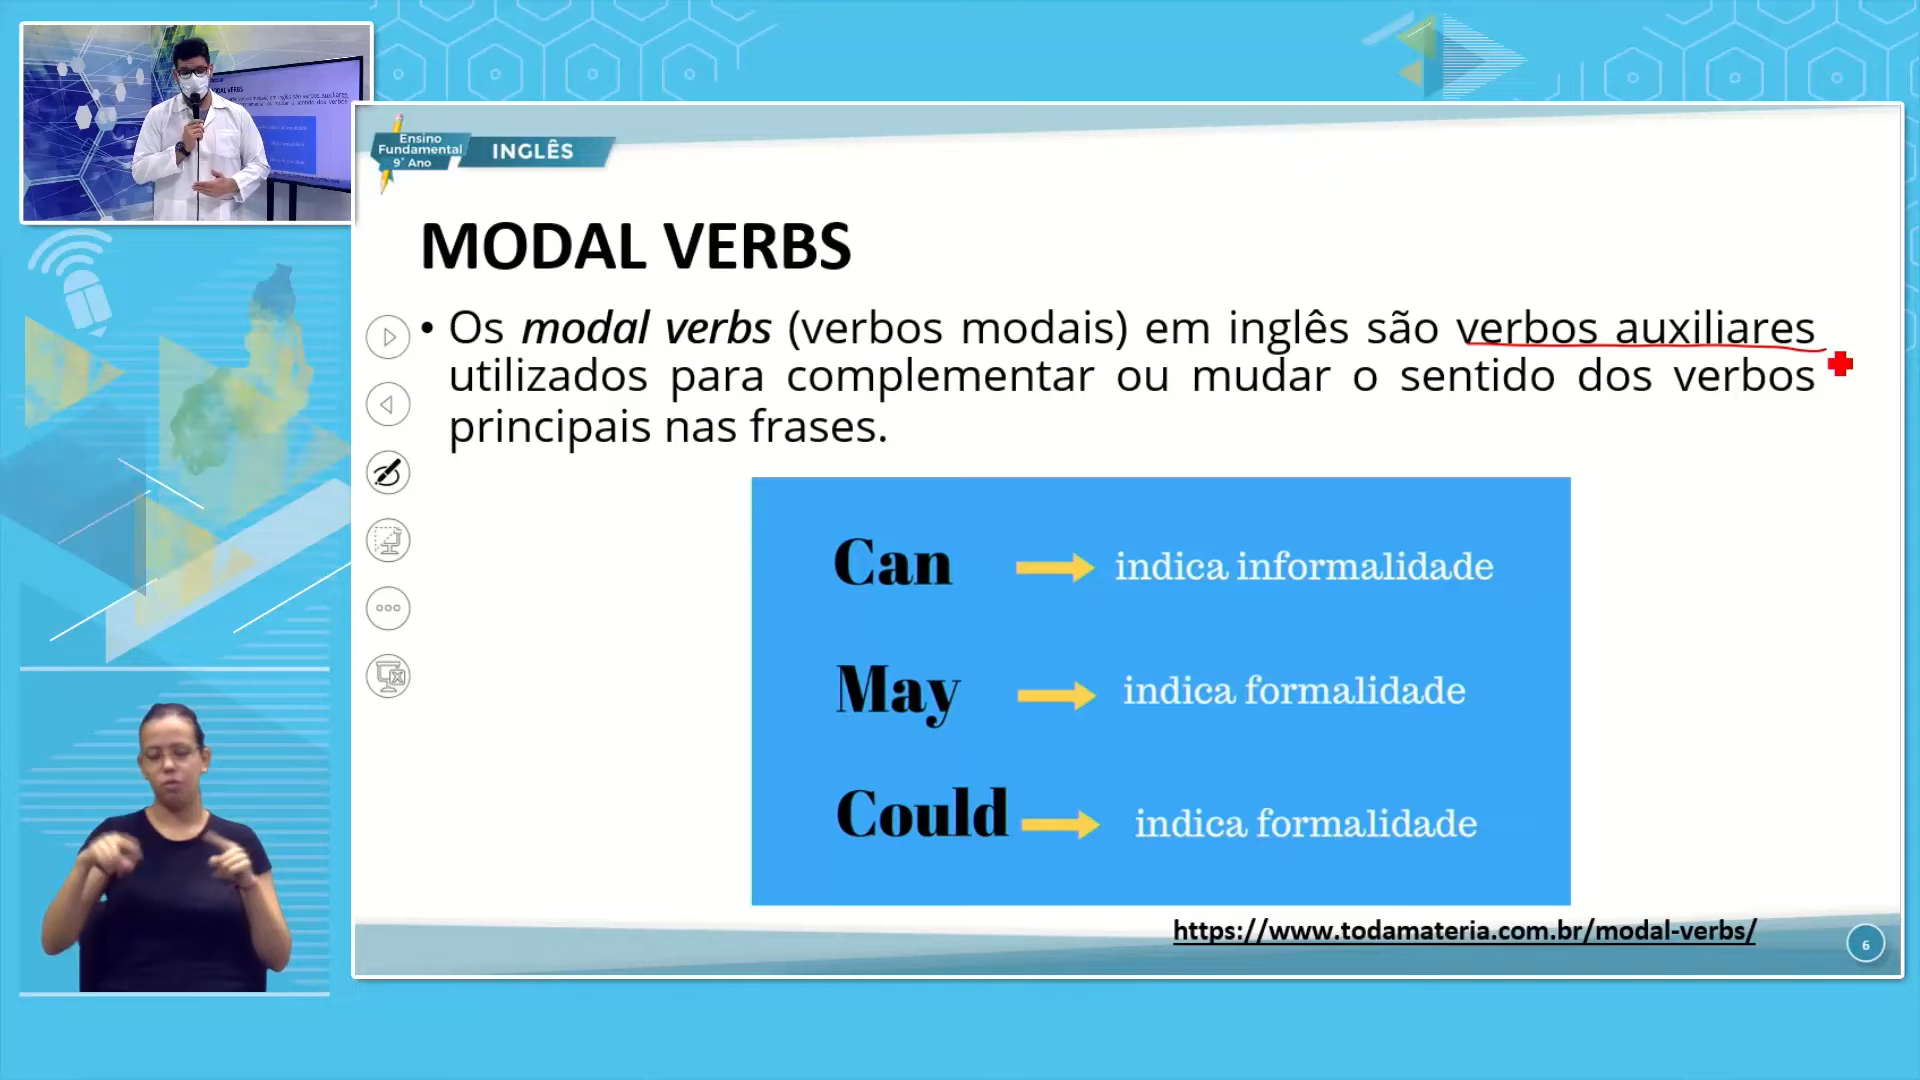 Ensino
Fundamental
9° Ano
INGLÊS
MODAL VERBS
• Os modal verbs (verbos modais) em inglês são verbos auxiliares
utilizados para complementar ou mudar o sentido dos verbos
principais nas frases.
Can indica informalidade
May indica formalidade
Could indica formalidade
https://www.todamateria.com.br/modal-verbs/
6
MODAL VERBS